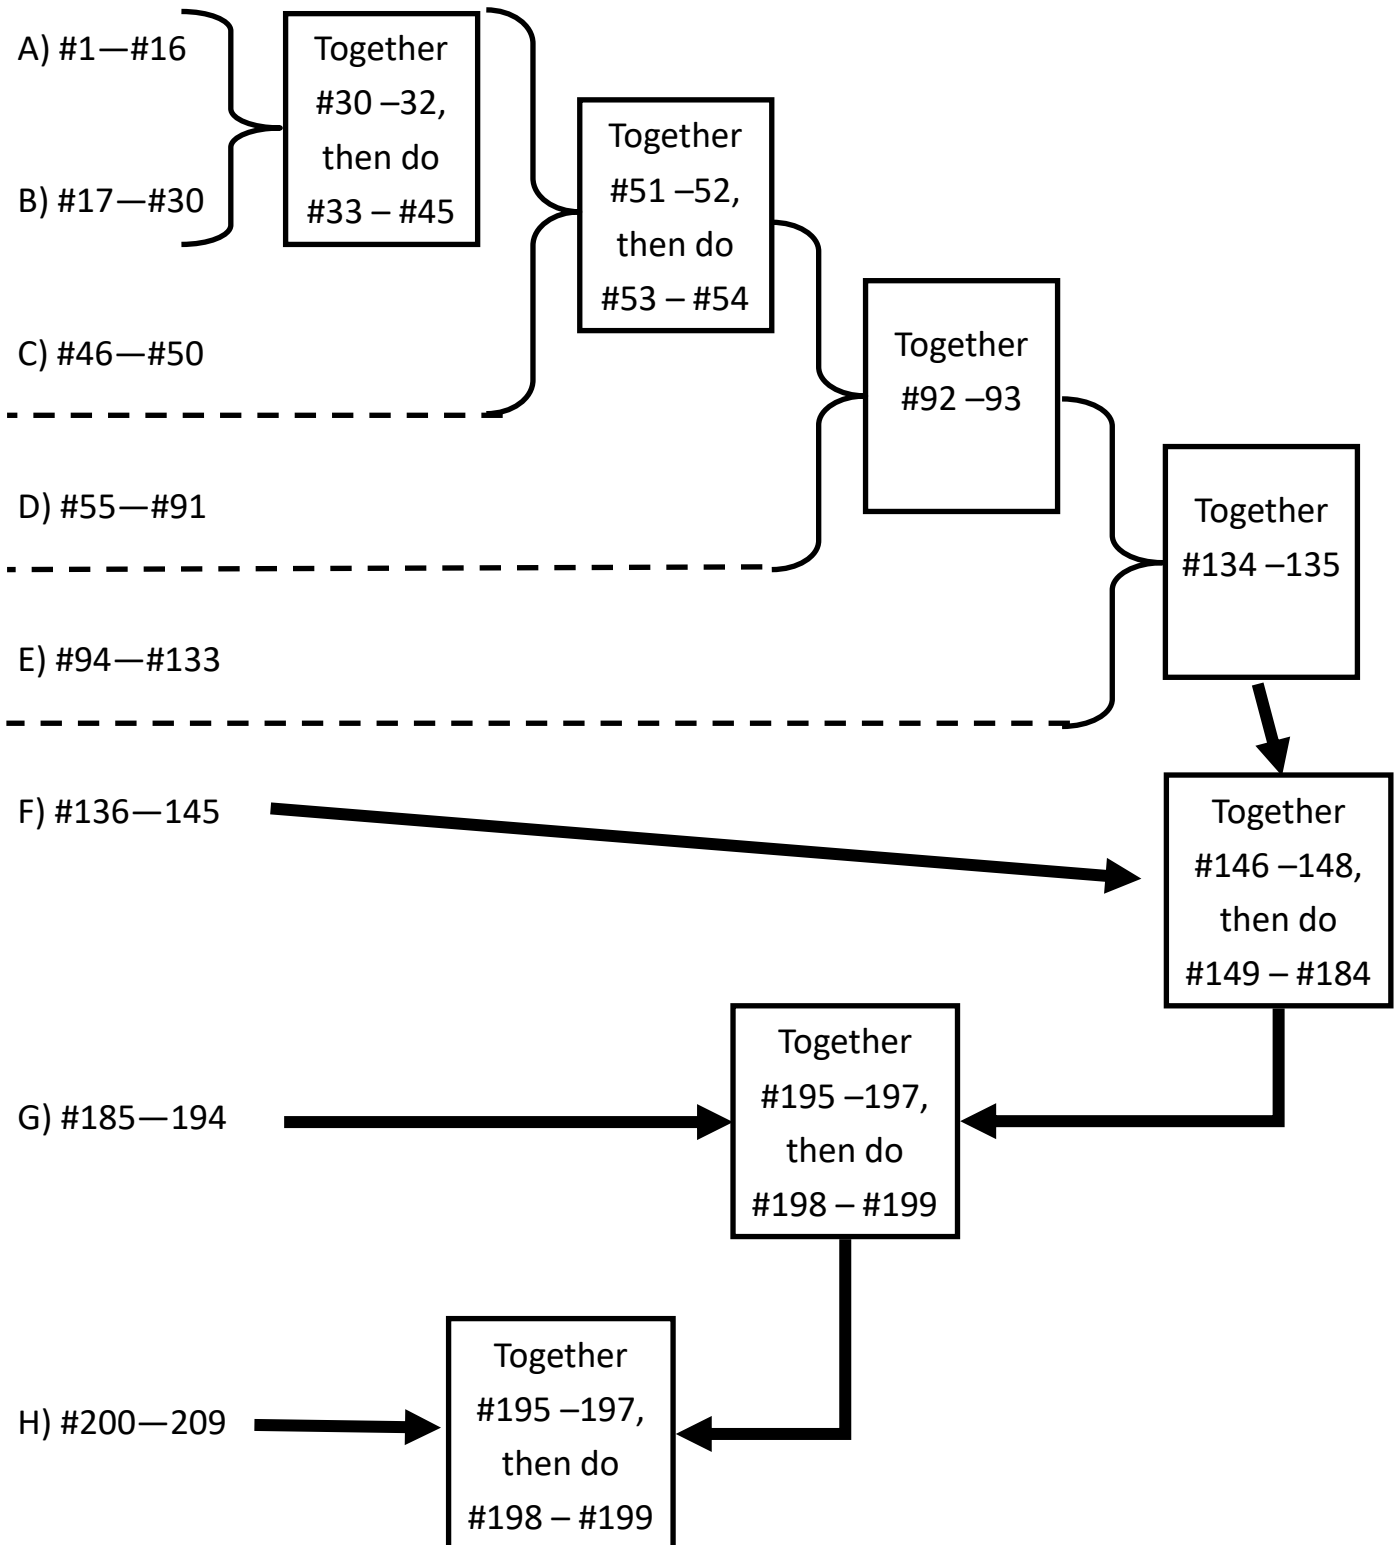 A) #1—#16
B) #17—#30
Together
#30 –32,
then do
#33 – #45
C) #46—#50
Together
#51 –52,
then do
#53 – #54
D) #55—#91
Together
#92 –93
E) #94—#133
Together
#134 –135
F) #136—145
Together
#146 –148,
then do
#149 – #184
G) #185—194
Together
#195 –197,
then do
#198 – #199
H) #200—209
Together
#195 –197,
then do
#198 – #199